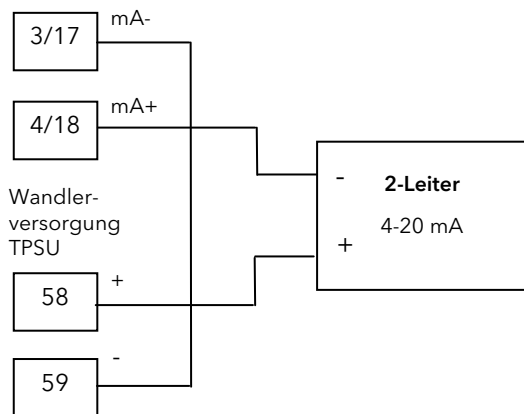 3/17 mA-
4/18 mA+
Wandler-
versorgung
TPSU
58 +
59 -
- 2-Leiter
4-20 mA
+